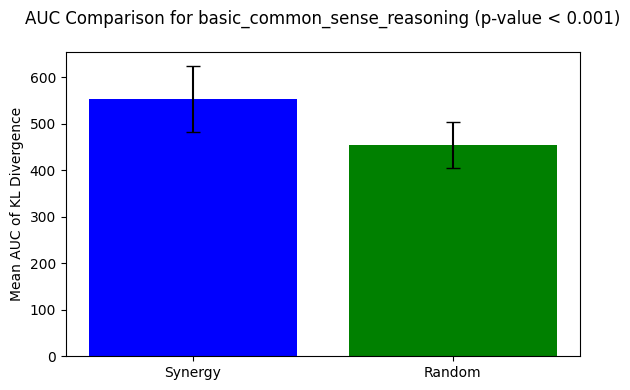 AUC Comparison for basic_common_sense_reasoning (p-value < 0.001)
Mean AUC of KL Divergence
600
500
400
300
200
100
0
Synergy
Random